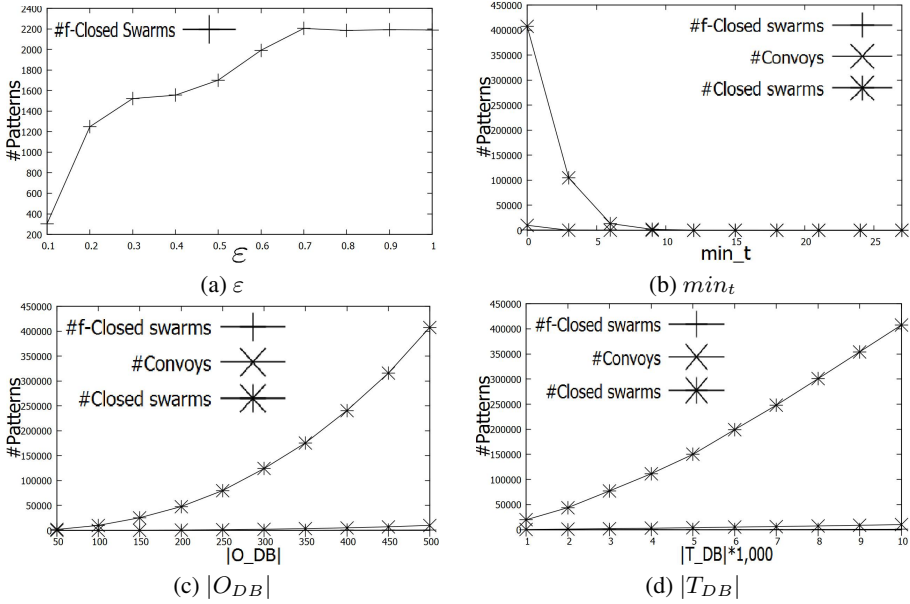 2400
2200
2000
1800
1600
1400
1200
1000
800
600
400
200
#Patterns
#f-Closed Swarms
0.1 0.2 0.3 0.4 0.5 0.6 0.7 0.8 0.9 1
ε
(a) ε
450000
400000
350000
300000
250000
200000
150000
100000
50000
0
#Patterns
#f-Closed swarms
#Convoys
#Closed swarms
0 5 10 15 20 25
min_t
(b) min_t
450000
400000
350000
300000
250000
200000
150000
100000
50000
0
#Patterns
#f-Closed swarms
#Convoys
#Closed swarms
50 100 150 200 250 300 350 400 450 500
|O_DB|
(c) |O_DB|
450000
400000
350000
300000
250000
200000
150000
100000
50000
0
#Patterns
#f-Closed swarms
#Convoys
#Closed swarms
1 2 3 4 5 6 7 8 9 10
|T_DB|*1,000
(d) |T_DB|